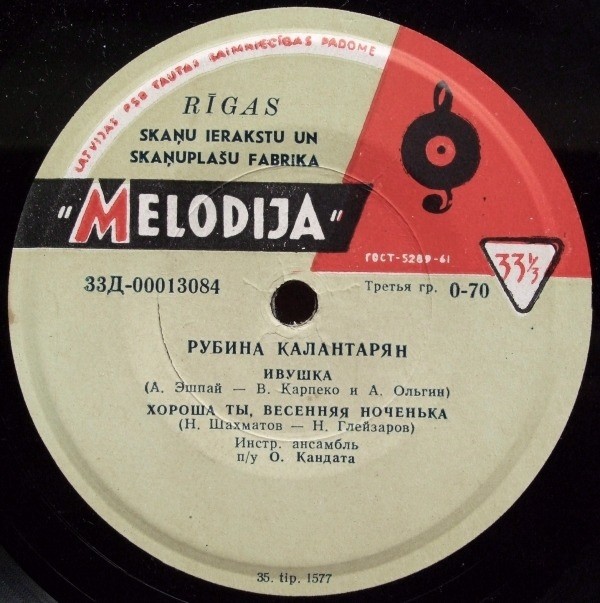 LATVIJAS PSR TAUTAS SAIMNIECĪBAS PADOME
RĪGAS
SKAŅU IERAKSTU UN
SKAŅUPLAŠU FABRIKA
"MELODIJA"
ГОСТ-5289-61
33⅓
33Д-00013084
Третья гр. 0-70
РУБИНА КАЛАНТАРЯН
ИВУШКА
(А. Эшпай — В. Карпеко и А. Ольгин)
ХОРОША ТЫ, ВЕСЕННЯЯ НОЧЕНЬКА
(Н. Шахматов — Н. Глейзаров)
Инстр. ансамбль
п/у О. Кандата
35. tip. 1577